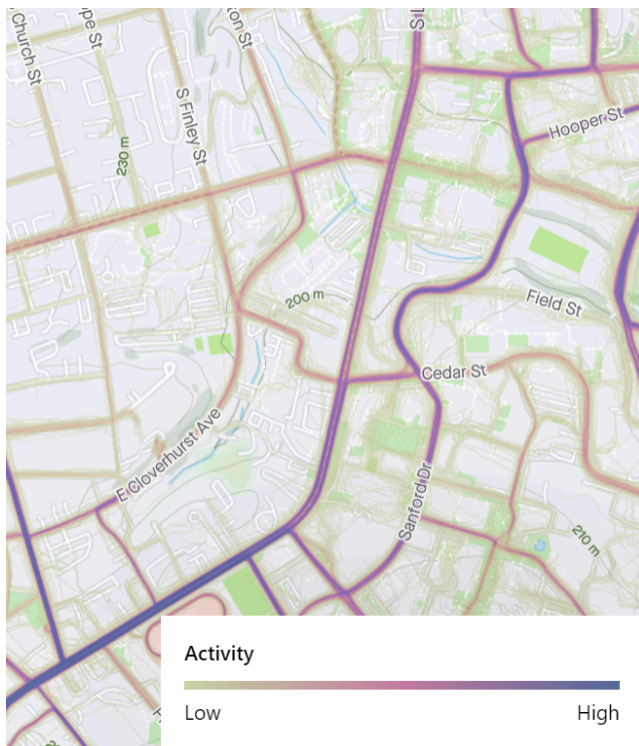 Church St
S Finley St
230 m
Hooper St
200 m
Field St
Cedar St
E Cloverhurst Ave
Sanford Dr
210 m
Activity
Low
High